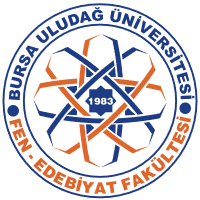 BURSA ULUDAĞ ÜNİVERSİTESİ
FEN - EDEBİYAT FAKÜLTESİ
1983